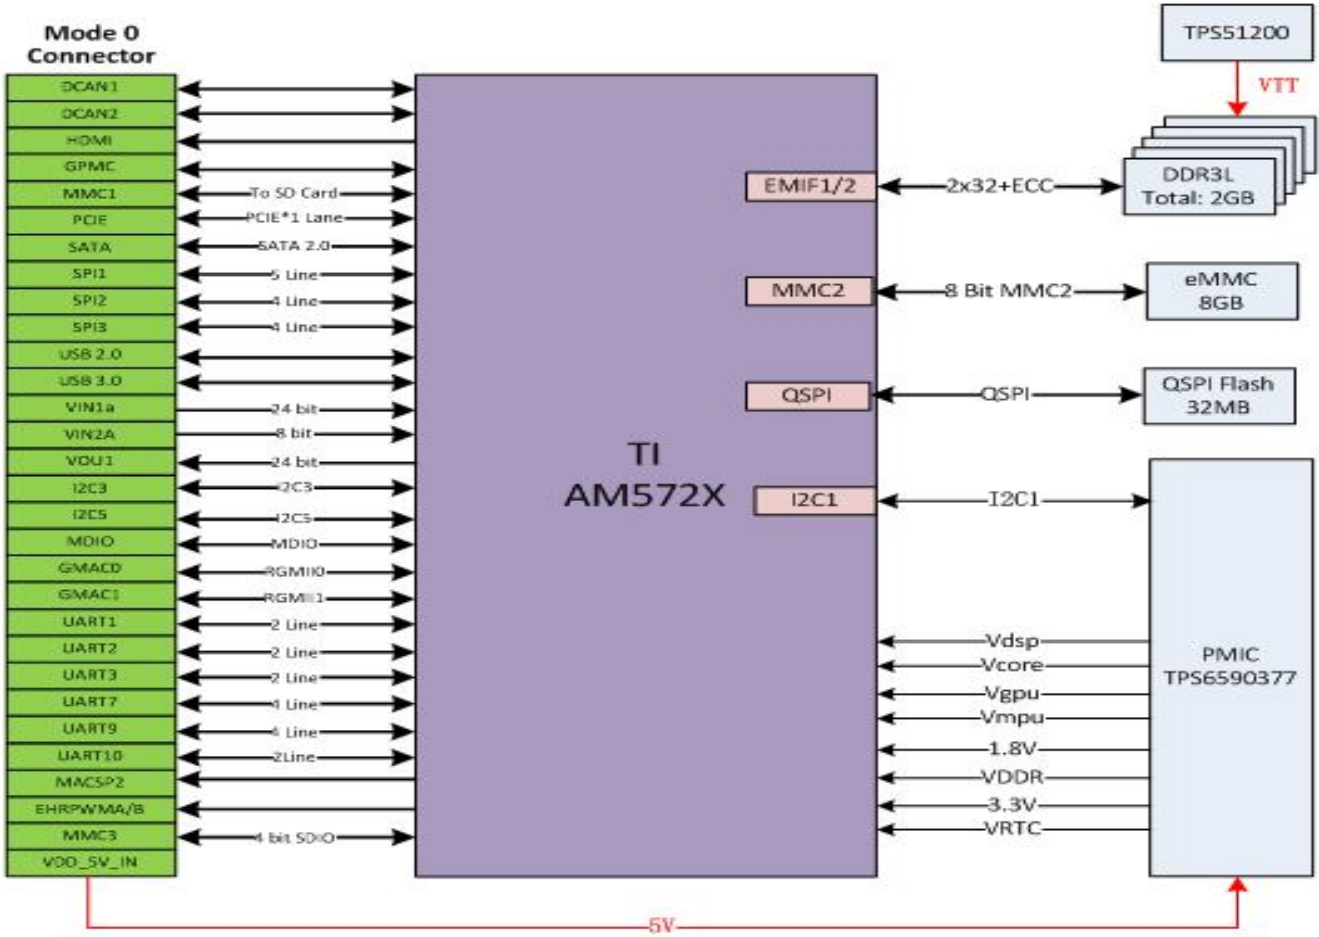 Mode 0
Connector
DCAN1
DCAN2
HDMI
GPMC
MMC1
PCIE
SATA
SPI1
SPI2
SPI3
USB 2.0
USB 3.0
VIN1a
VIN2A
VOU1
I2C3
I2C5
MDIO
GMAC0
GMAC1
UART1
UART2
UART3
UART7
UART9
UART10
MACSP2
EHRPWMA/B
MMC3
VDD_5V_IN
To SD Card
PCIE*1 Lane
SATA 2.0
5 Line
4 Line
4 Line
24 bit
8 bit
24 bit
I2C3
I2C5
MDIO
RGMII0
RGMII1
2 Line
2 Line
2 Line
4 Line
4 Line
2Line
4 bit SDIO
TI
AM572X
EMIF1/2
MMC2
QSPI
I2C1
2x32+ECC
8 Bit MMC2
QSPI
I2C1
Vdsp
Vcore
Vgpu
Vmpu
1.8V
VDDR
3.3V
VRTC
TPS51200
VTT
DDR3L
Total: 2GB
eMMC
8GB
QSPI Flash
32MB
PMIC
TPS6590377
5V